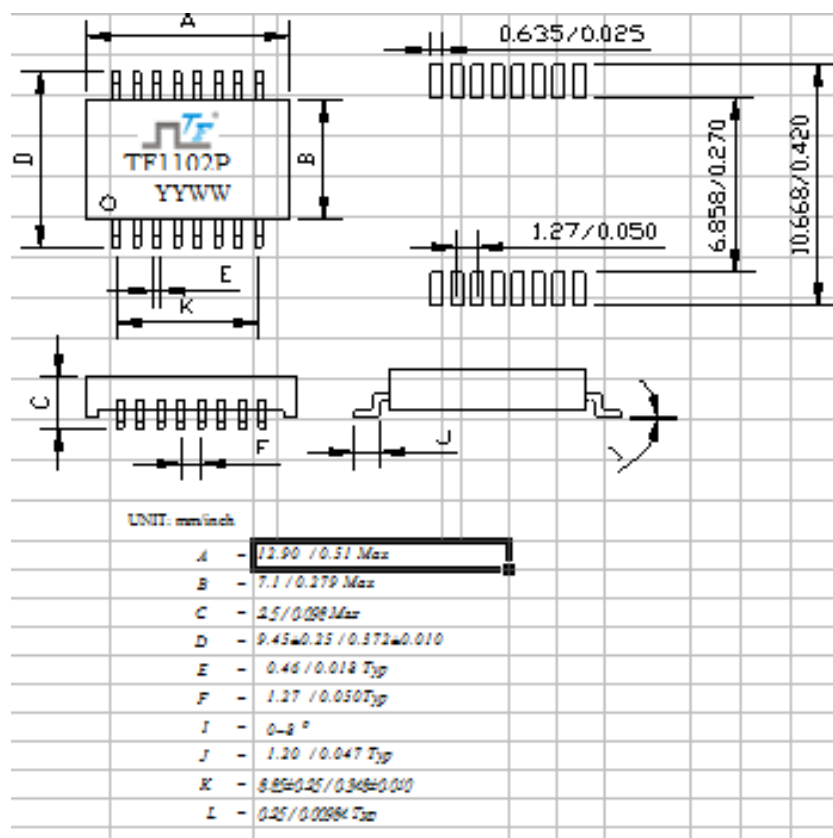 A
0.635/0.025
D
TF
TF1102P
YYWW
B
6.858/0.270
10.668/0.420
1.27/0.050
E
K
C
F
J
I
UNIT: mm/inch
A - 12.90 / 0.51 Max
B - 7.1 / 0.279 Max
C - 2.5 / 0.098 Max
D - 9.45±0.25 / 0.372±0.010
E - 0.46 / 0.018 Typ
F - 1.27 / 0.050Typ
I - 0-8 °
J - 1.20 / 0.047 Typ
K - 8.85±0.25 / 0.348±0.010
L - 0.25 / 0.00984 Typ